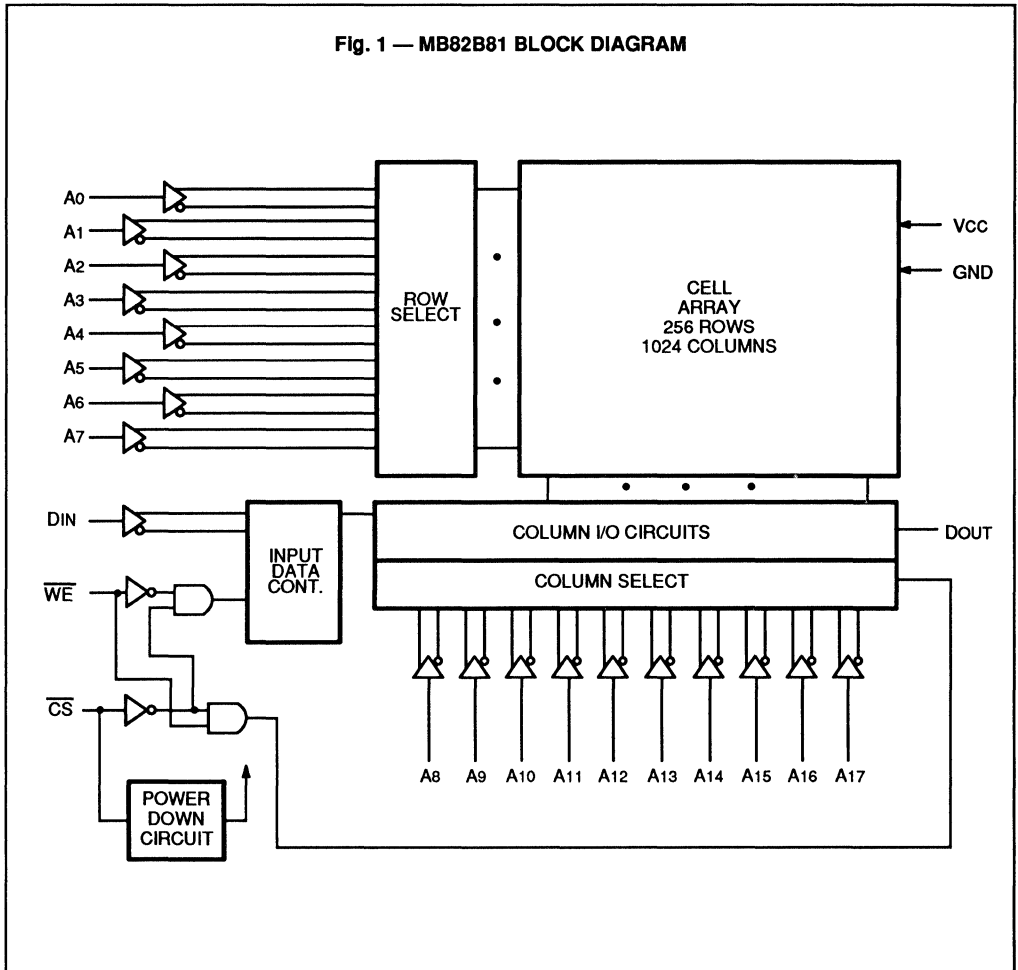 Fig. 1 — MB82B81 BLOCK DIAGRAM
A0
A1
A2
A3
A4
A5
A6
A7
ROW
SELECT
CELL
ARRAY
256 ROWS
1024 COLUMNS
VCC
GND
DIN
WE
CS
INPUT
DATA
CONT.
COLUMN I/O CIRCUITS
COLUMN SELECT
DOUT
A8 A9 A10 A11 A12 A13 A14 A15 A16 A17
POWER
DOWN
CIRCUIT